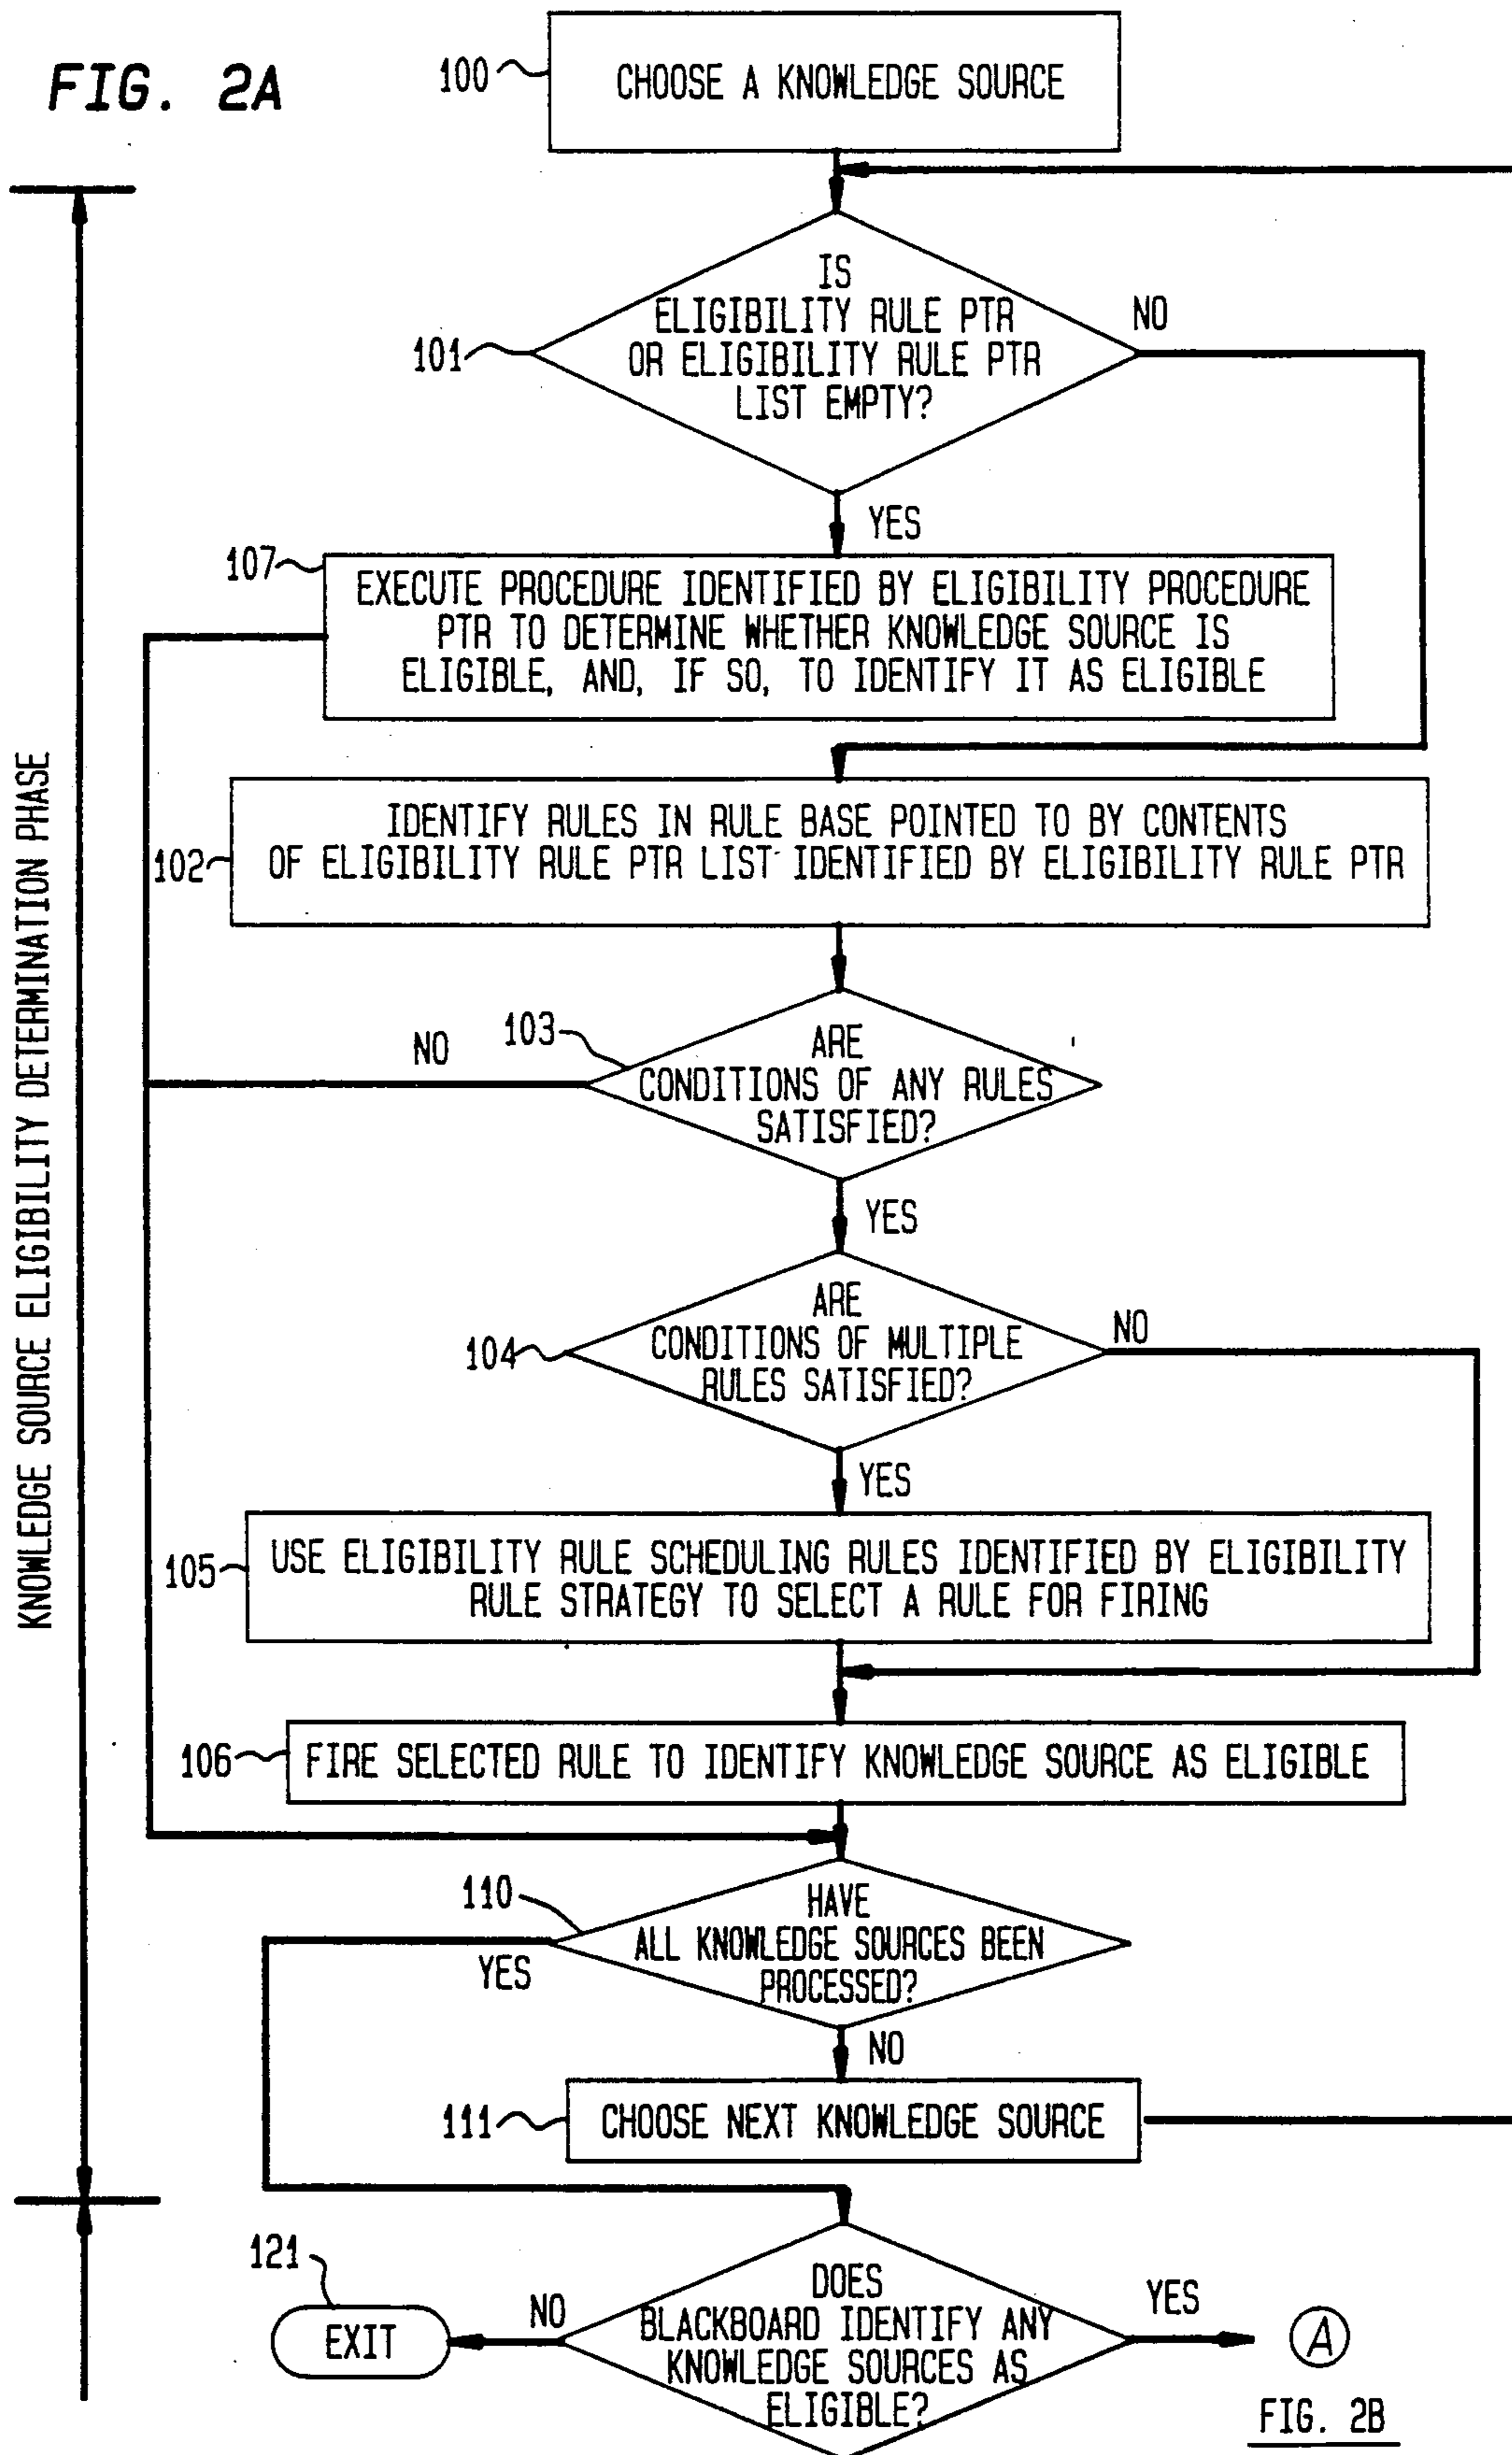 FIG. 2A
100
CHOOSE A KNOWLEDGE SOURCE
IS
ELIGIBILITY RULE PTR
OR ELIGIBILITY RULE PTR
LIST EMPTY?
101
NO
YES
107
EXECUTE PROCEDURE IDENTIFIED BY ELIGIBILITY PROCEDURE
PTR TO DETERMINE WHETHER KNOWLEDGE SOURCE IS
ELIGIBLE, AND, IF SO, TO IDENTIFY IT AS ELIGIBLE
KNOWLEDGE SOURCE ELIGIBILITY DETERMINATION PHASE
102
IDENTIFY RULES IN RULE BASE POINTED TO BY CONTENTS
OF ELIGIBILITY RULE PTR LIST IDENTIFIED BY ELIGIBILITY RULE PTR
103
NO
ARE
CONDITIONS OF ANY RULES
SATISFIED?
YES
104
ARE
CONDITIONS OF MULTIPLE
RULES SATISFIED?
NO
YES
105
USE ELIGIBILITY RULE SCHEDULING RULES IDENTIFIED BY ELIGIBILITY
RULE STRATEGY TO SELECT A RULE FOR FIRING
106
FIRE SELECTED RULE TO IDENTIFY KNOWLEDGE SOURCE AS ELIGIBLE
110
HAVE
ALL KNOWLEDGE SOURCES BEEN
PROCESSED?
YES
NO
111
CHOOSE NEXT KNOWLEDGE SOURCE
121
EXIT
NO
DOES
BLACKBOARD IDENTIFY ANY
KNOWLEDGE SOURCES AS
ELIGIBLE?
YES
A
FIG. 2B